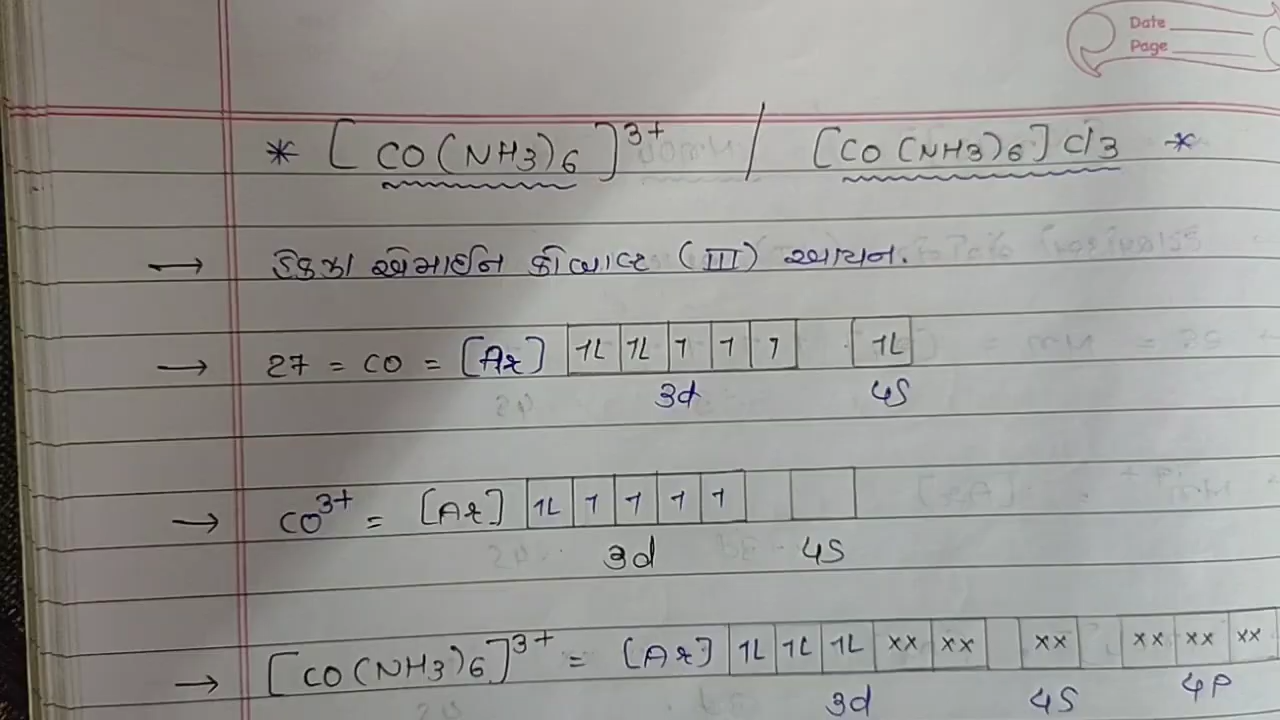 Date
Page
* [CO(NH3)6]3+ / [CO(NH3)6]Cl3 *
→ હેકઝા એમાઈન કોબાલ્ટ (III) આયન.
→ 27 = CO = [Ar] 1L 1L 1 1 1 1L
3d 4S
→ CO3+ = [Ar] 1L 1 1 1 1
3d 4S
→ [CO(NH3)6]3+ = [Ar] 1L 1L 1L xx xx xx xx xx xx
3d 4S 4P